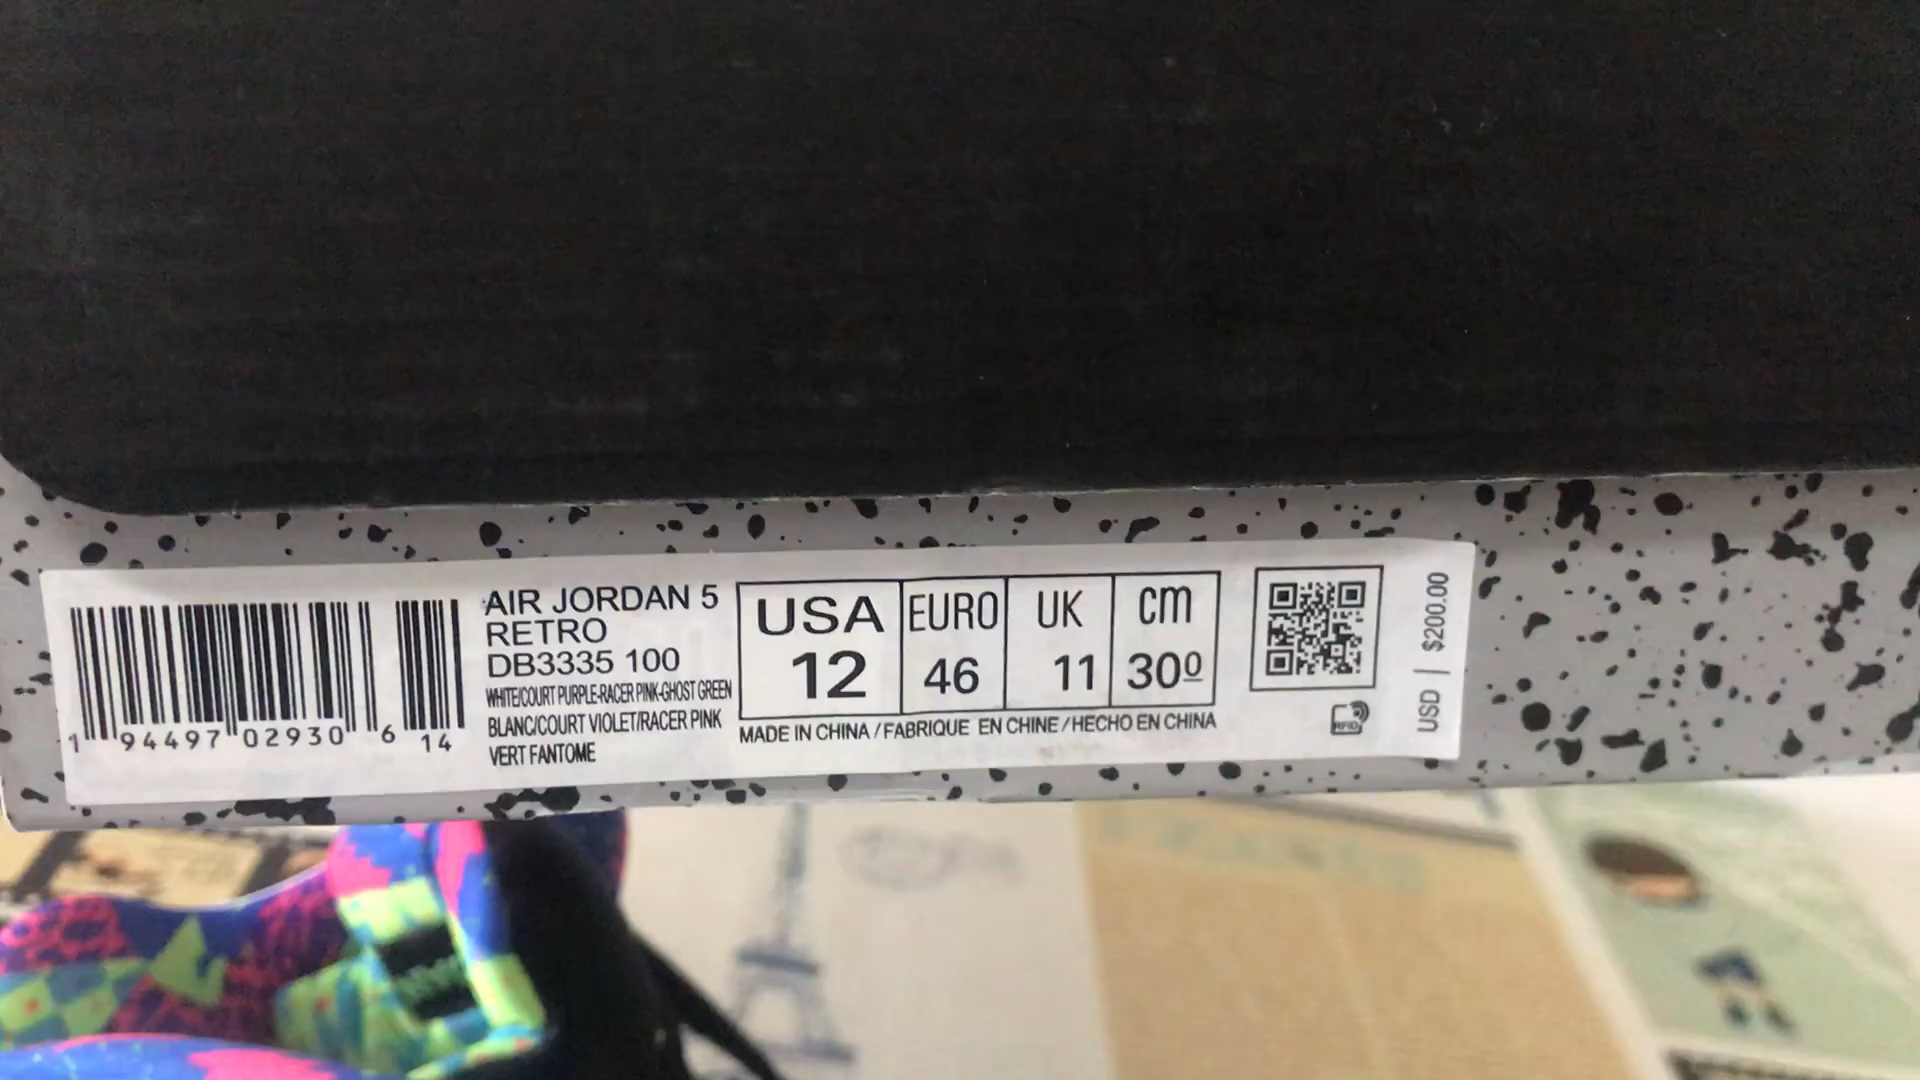 AIR JORDAN 5
RETRO
DB3335 100
WHITE/COURT PURPLE-RACER PINK-GHOST GREEN
BLANC/COURT VIOLET/RACER PINK
VERT FANTOME
1 94497 02930 6 14
USA EURO UK cm
12 46 11 30º
MADE IN CHINA / FABRIQUE EN CHINE / HECHO EN CHINA
RFID
USD | $200.00